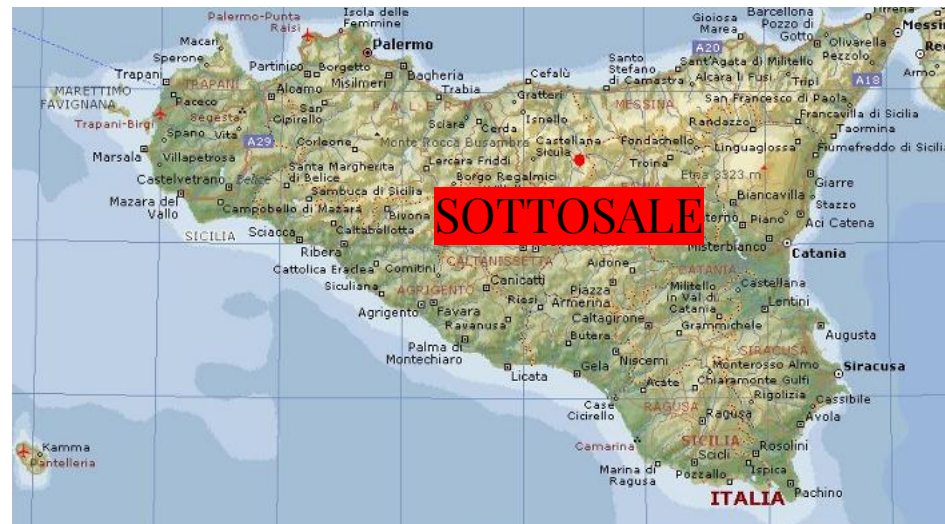 Palermo-Punta
Raisi
Isola delle
Femmine
Gioiosa
Marea
Barcellona
Pozzo di
Gotto
Messin
Macari
Palermo
A20
Olivarella
Sperone
Partinico
Borgetto
Santo
Stefano
di Camastra
Sant'Agata di Militello
Pezzolo
Armo
Trapani
TRAPANI
Misilmeri
Bagheria
Cefalù
Alcara li Fusi
Tripi
A18
MARETTIMO
FAVIGNANA
Paceco
Alcamo
Trabia
Gratteri
MESSINA
San Francesco di Paola
Segesta
San
Cipirello
PALERMO
Isnello
Randazzo
Francavilla di Sicilia
Trapani-Birgi
Spano
Vita
A29
Corleone
Sciara
Cerda
Castellana
Sicula
Fondachello
Linguaglossa
Taormina
Marsala
Villapetrosa
Monte Rocca Busambra
Troina
Fiumefreddo di Sicilia
Santa Margherita
di Belice
Lercara Friddi
Etna 3323 m
Castelvetrano
Belice
Borgo Regalmici
Giarre
Mazara del
Vallo
Sambuca di Sicilia
Biancavilla
Stazzo
Campobello di Mazara
Bivona
SOTTOSALE
Piano
Aci Catena
SICILIA
Sciacca
Caltabellotta
Misterbianco
Ribera
Catania
Cattolica Eraclea
Comitini
CALTANISSETTA
Aidone
CATANIA
Siculiana
AGRIGENTO
Canicatti
Piazza
Armerina
Militello
in Val di
Catania
Castellana
Agrigento
Favara
Riesi
Lentini
Ravanusa
Caltagirone
Grammichele
Augusta
Palma di
Montechiaro
Butera
SIRACUSA
Licata
Gela
Niscemi
Monterosso Almo
Siracusa
Acate
Chiaramonte Gulfi
Case
Cicirello
RAGUSA
Rigolizia
Cassibile
Ragusa
Avola
Camarina
SICILIA
Rosolini
Kamma
Pantelleria
Scicli
Marina di
Ragusa
Pozzallo
Ispica
ITALIA
Pachino